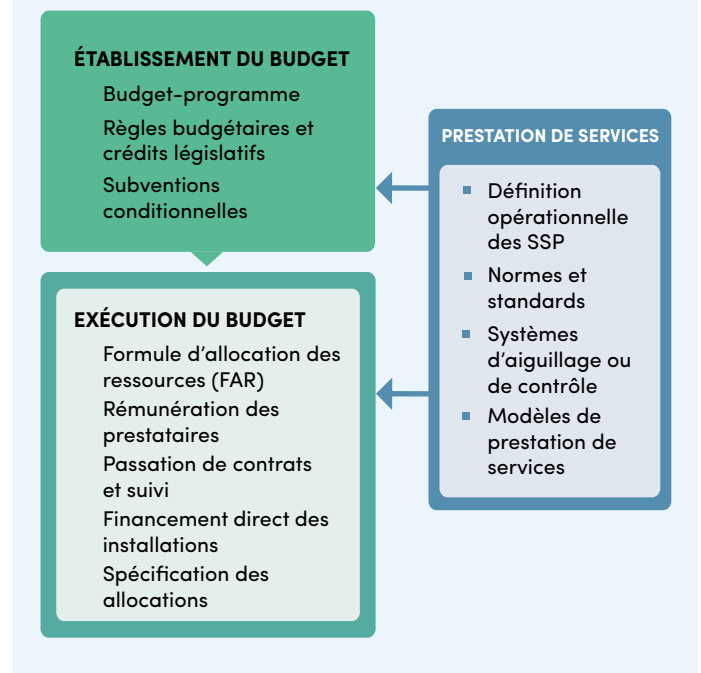 ÉTABLISSEMENT DU BUDGET
Budget-programme
Règles budgétaires et
crédits législatifs
Subventions
conditionnelles
EXÉCUTION DU BUDGET
Formule d’allocation des
ressources (FAR)
Rémunération des
prestataires
Passation de contrats
et suivi
Financement direct des
installations
Spécification des
allocations
PRESTATION DE SERVICES
Définition
opérationnelle
des SSP
Normes et
standards
Systèmes
d’aiguillage ou
de contrôle
Modèles de
prestation de
services